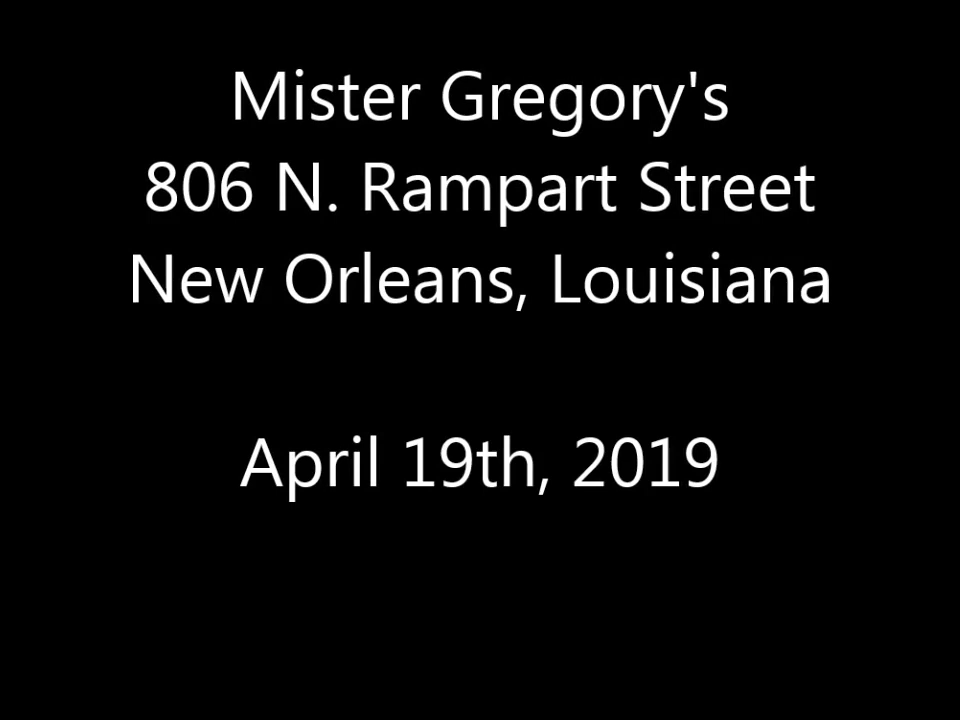 Mister Gregory's
806 N. Rampart Street
New Orleans, Louisiana
April 19th, 2019